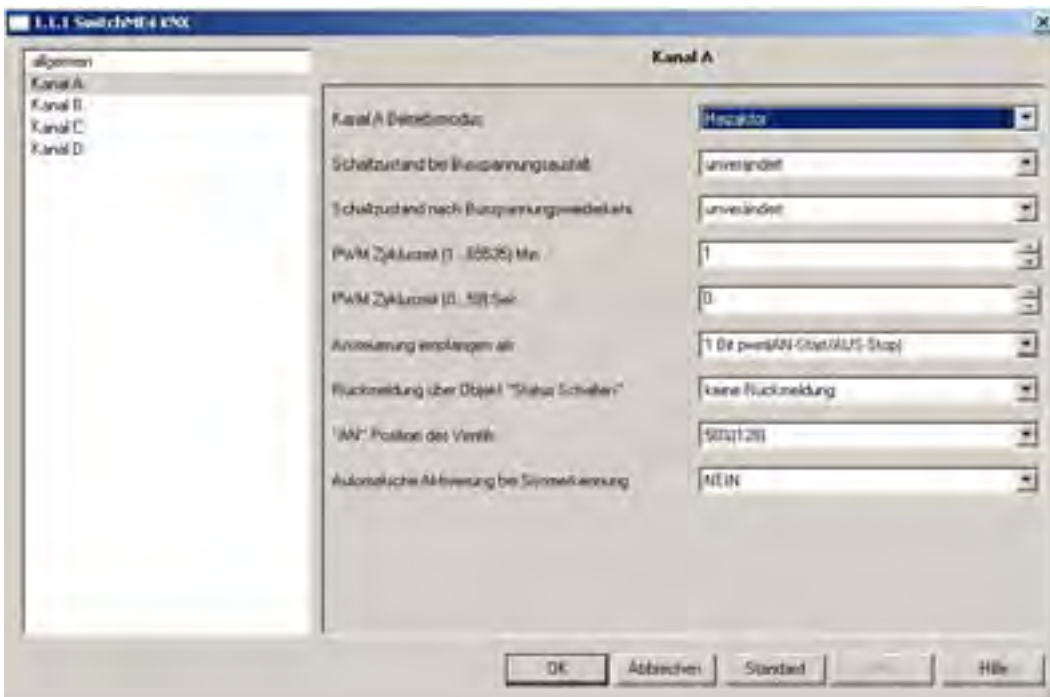 1.1.1 SwitchME4 KNX
allgemein
Kanal A
Kanal B
Kanal C
Kanal D
Kanal A
Kanal A Betriebsmodus
Heizaktor
Schaltzustand bei Busspannungsausfall
unverändert
Schaltzustand nach Busspannungswiederkehr
unverändert
PWM Zykluszeit (1...65535) Min
1
PWM Zykluszeit (0...59) Sek
0
Ansteuerung empfangen als
1 Bit pwm(AN-Start/AUS-Stop)
Rückmeldung über Objekt "Status Schalten"
keine Rückmeldung
"AN" Position des Ventils
50%(128)
Automatische Aktivierung bei
NEIN
OK
Abbrechen
Standard
Hilfe